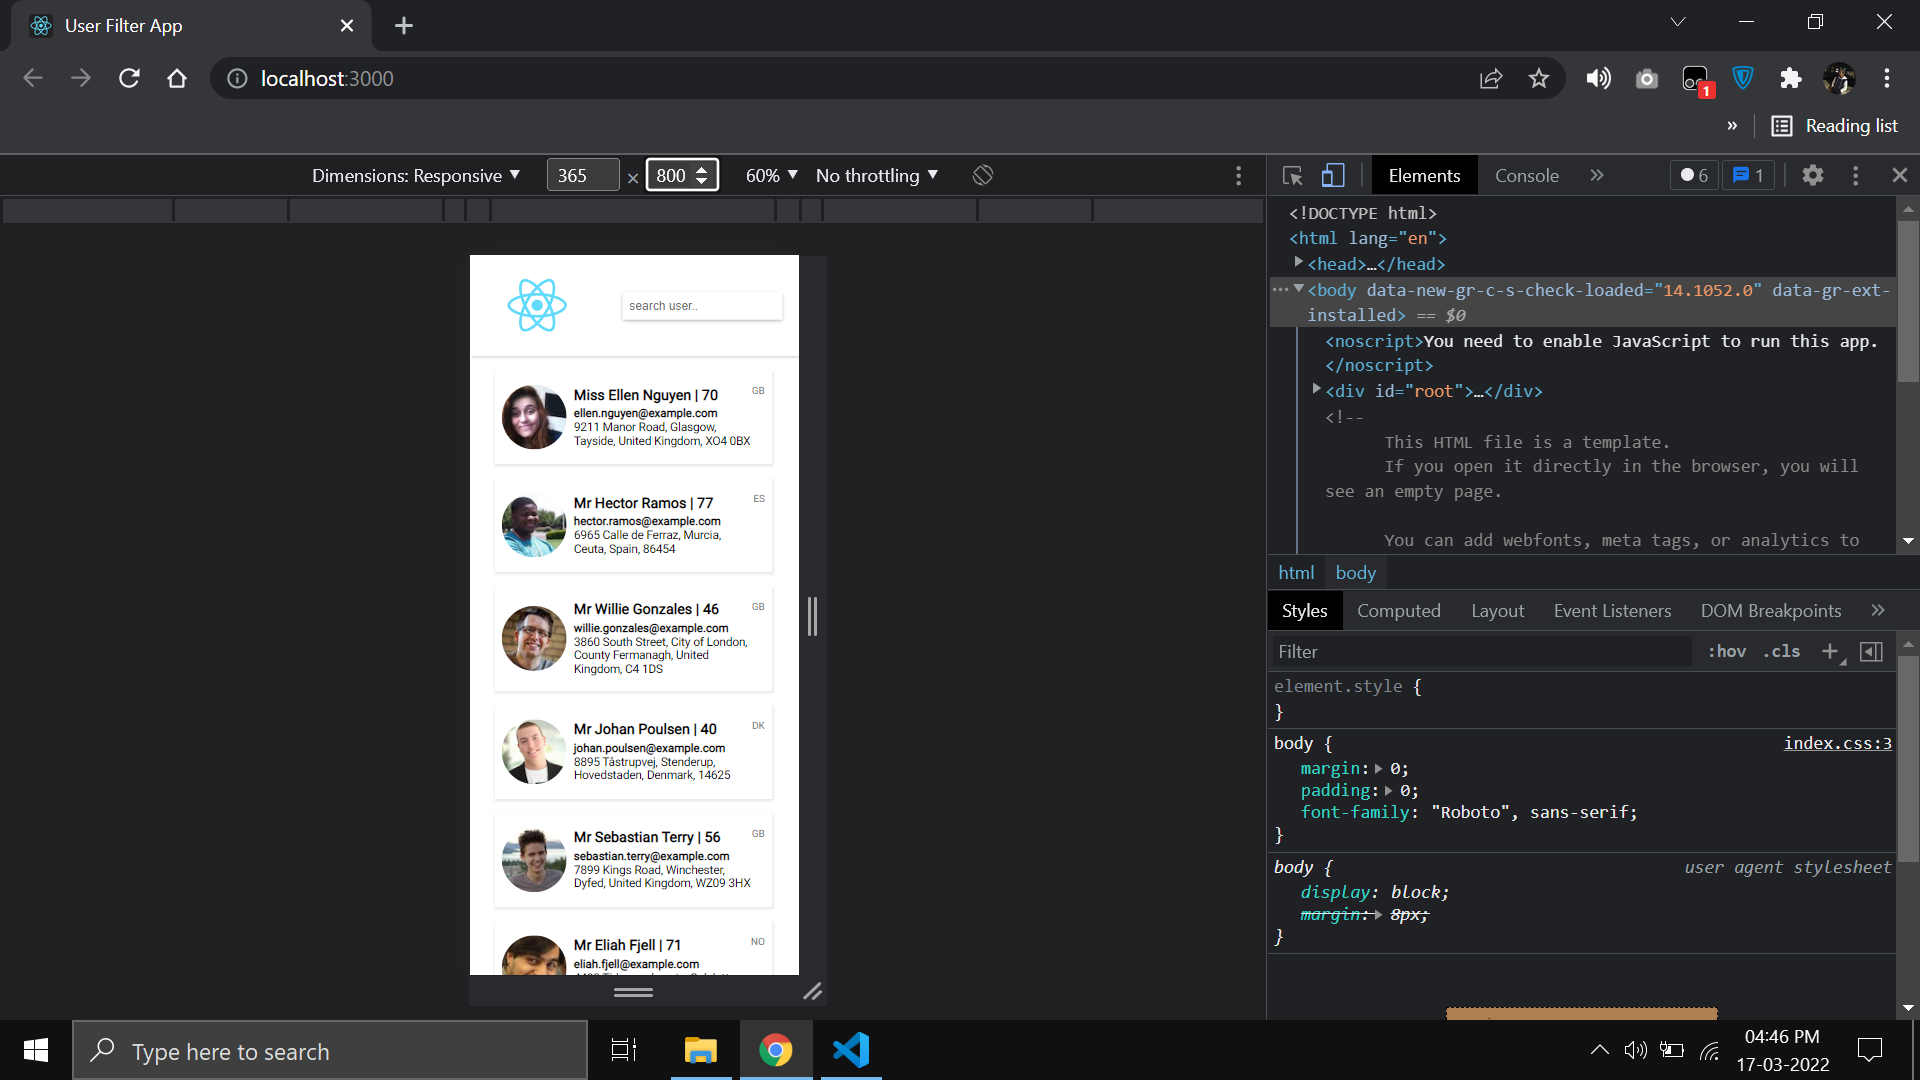 User Filter App
localhost:3000
1
»
Reading list
Dimensions: Responsive
365
×
800
60%
No throttling
Elements
Console
»
6
1
<!DOCTYPE html>
<html lang="en">
<head>…</head>
<body data-new-gr-c-s-check-loaded="14.1052.0" data-gr-ext-
installed> == $0
<noscript>You need to enable JavaScript to run this app.
</noscript>
<div id="root">…</div>
<!--
This HTML file is a template.
If you open it directly in the browser, you will
see an empty page.
You can add webfonts, meta tags, or analytics to
html
body
Styles
Computed
Layout
Event Listeners
DOM Breakpoints
»
Filter
:hov
.cls
element.style {
}
body {
index.css:3
margin: 0;
padding: 0;
font-family: "Roboto", sans-serif;
}
body {
user agent stylesheet
display: block;
margin: 8px;
}
search user..
Miss Ellen Nguyen | 70
GB
ellen.nguyen@example.com
9211 Manor Road, Glasgow,
Tayside, United Kingdom, XO4 0BX
Mr Hector Ramos | 77
ES
hector.ramos@example.com
6965 Calle de Ferraz, Murcia,
Ceuta, Spain, 86454
Mr Willie Gonzales | 46
GB
willie.gonzales@example.com
3860 South Street, City of London,
County Fermanagh, United
Kingdom, C4 1DS
Mr Johan Poulsen | 40
DK
johan.poulsen@example.com
8895 Tåstrupvej, Stenderup,
Hovedstaden, Denmark, 14625
Mr Sebastian Terry | 56
GB
sebastian.terry@example.com
7899 Kings Road, Winchester,
Dyfed, United Kingdom, WZ09 3HX
Mr Eliah Fjell | 71
NO
eliah.fjell@example.com
Type here to search
04:46 PM
17-03-2022